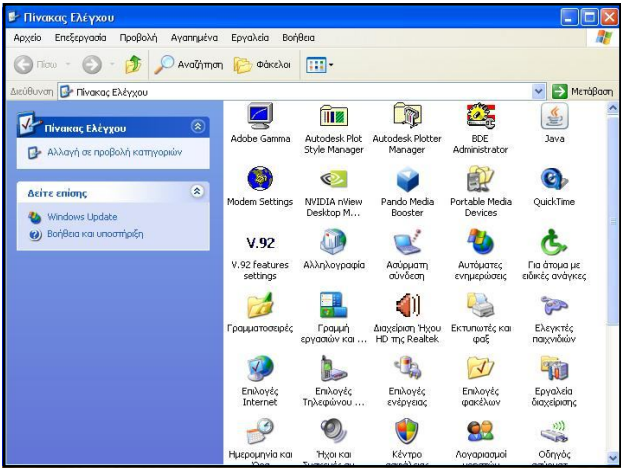 Πίνακας Ελέγχου
Αρχείο Επεξεργασία Προβολή Αγαπημένα Εργαλεία Βοήθεια
Πίσω Αναζήτηση Φάκελοι
Διεύθυνση Πίνακας Ελέγχου Μετάβαση
Πίνακας Ελέγχου
Αλλαγή σε προβολή κατηγοριών
Δείτε επίσης
Windows Update
Βοήθεια και υποστήριξη
Adobe Gamma
Autodesk Plot
Style Manager
Autodesk Plotter
Manager
BDE
Administrator
Java
Modem Settings
NVIDIA nView
Desktop M...
Pando Media
Booster
Portable Media
Devices
QuickTime
V.92
V.92 features
settings
Αλληλογραφία
Ασύρματη
σύνδεση
Αυτόματες
ενημερώσεις
Για άτομα με
ειδικές ανάγκες
Γραμματοσειρές
Γραμμή
εργασιών και ...
Διαχείριση Ήχου
HD της Realtek
Εκτυπωτές και
φαξ
Ελεγκτές
παιχνιδιών
Επιλογές
Internet
Επιλογές
Τηλεφώνου ...
Επιλογές
ενέργειας
Επιλογές
φακέλων
Εργαλεία
διαχείρισης
Ημερομηνία και
Ήχοι και
Κέντρο
Λογαριασμοί
Οδηγός